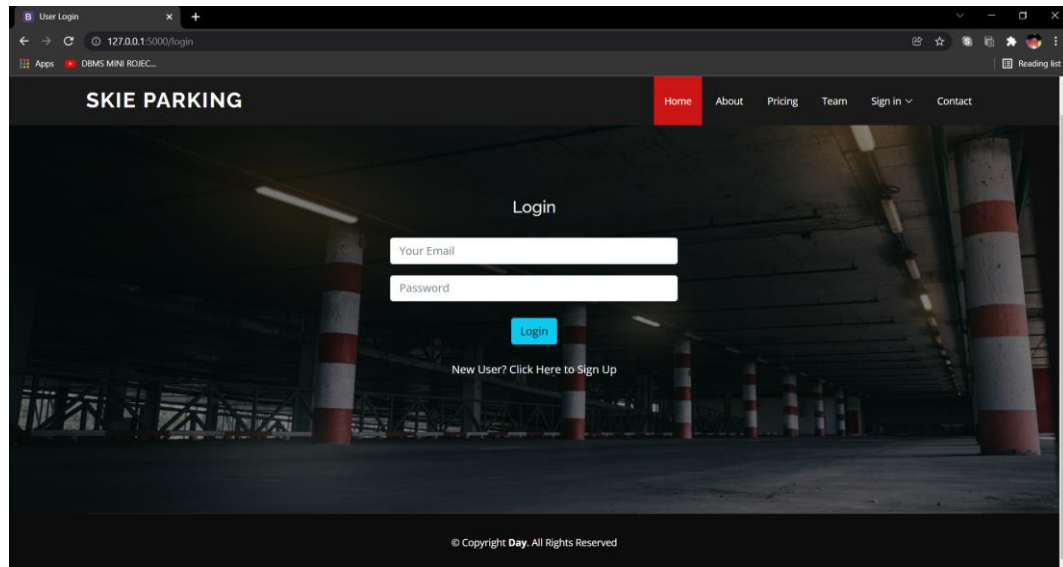 User Login
127.0.0.1:5000/login
Apps DBMS MINI ROJEC... Reading list
SKIE PARKING Home About Pricing Team Sign in Contact
Login
Your Email
Password
Login
New User? Click Here to Sign Up
© Copyright Day. All Rights Reserved